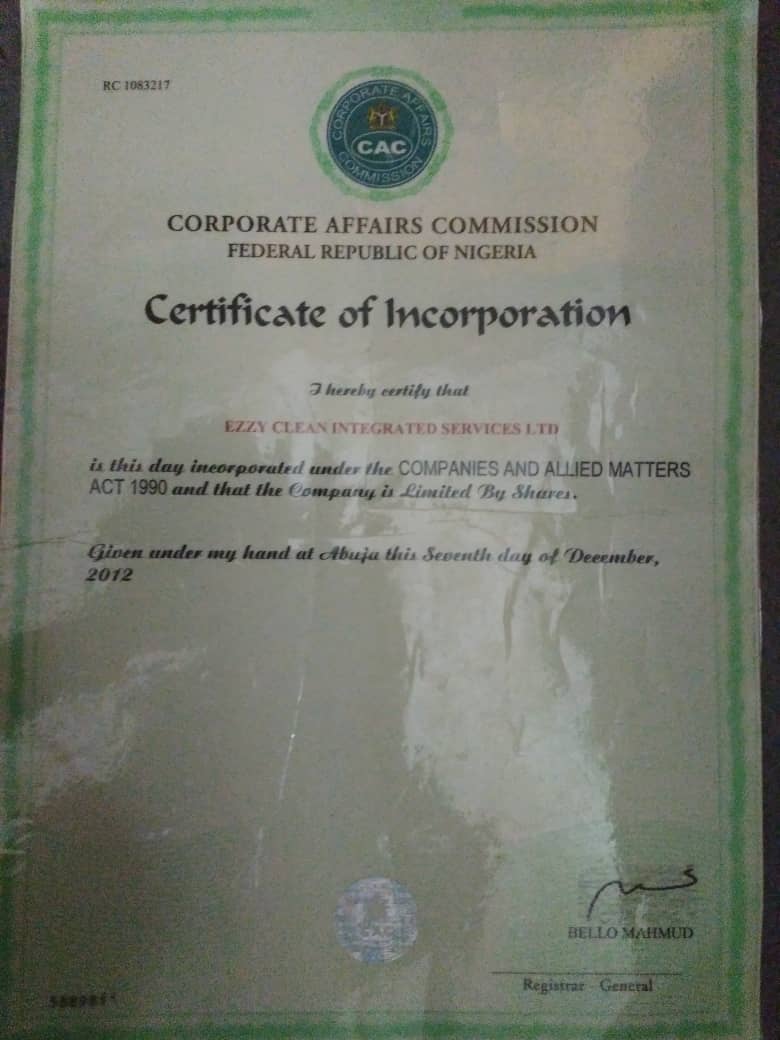 RC 1083217
CORPORATE AFFAIRS COMMISSION
CAC
CORPORATE AFFAIRS COMMISSION
FEDERAL REPUBLIC OF NIGERIA
Certificate of Incorporation
I hereby certify that
EZZY CLEAN INTEGRATED SERVICES LTD
is this day incorporated under the COMPANIES AND ALLIED MATTERS
ACT 1990 and that the Company is Limited By Shares.
Given under my hand at Abuja this Seventh day of December,
2012
CAC
BELLO MAHMUD
Registrar - General